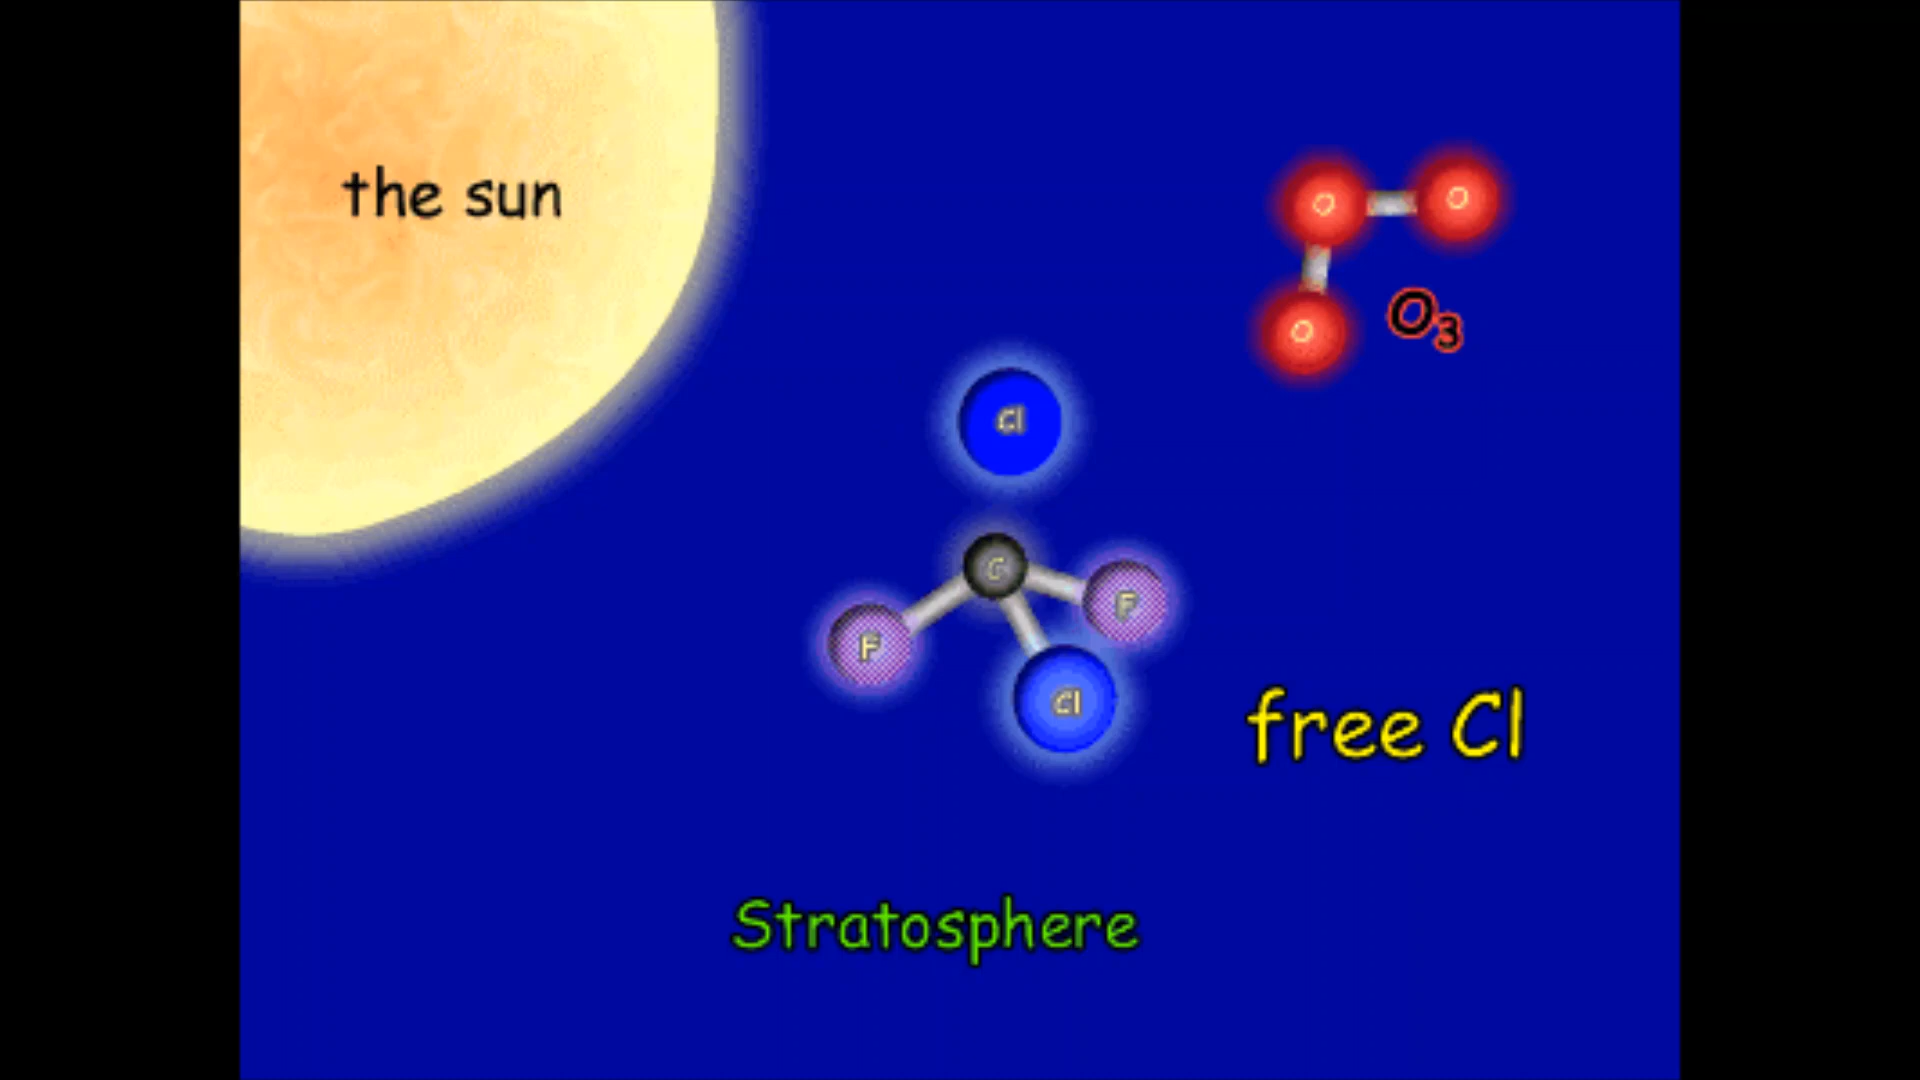 the sun
O
O
O
O₃
Cl
C
F
F
Cl
free Cl
Stratosphere